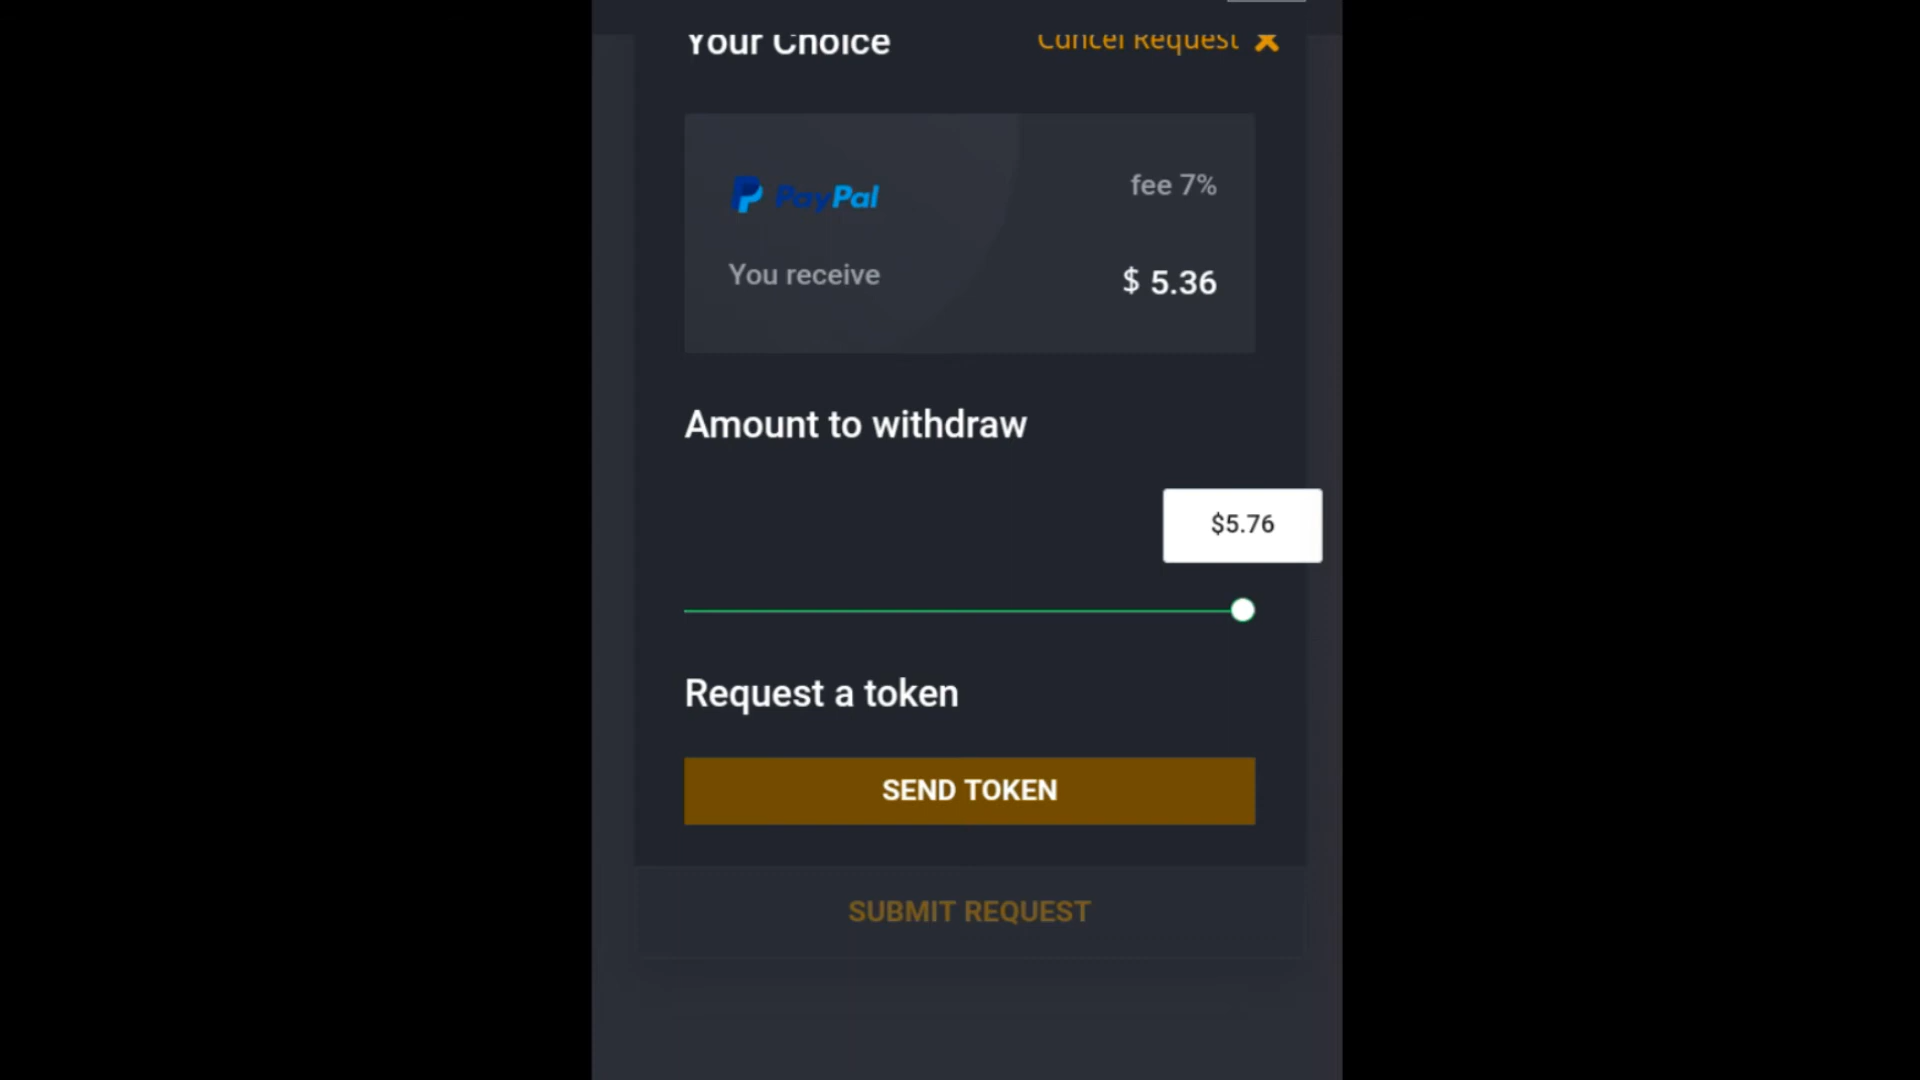 Your Choice
Cancel Request
PayPal
fee 7%
You receive
$ 5.36
Amount to withdraw
$5.76
Request a token
SEND TOKEN
SUBMIT REQUEST